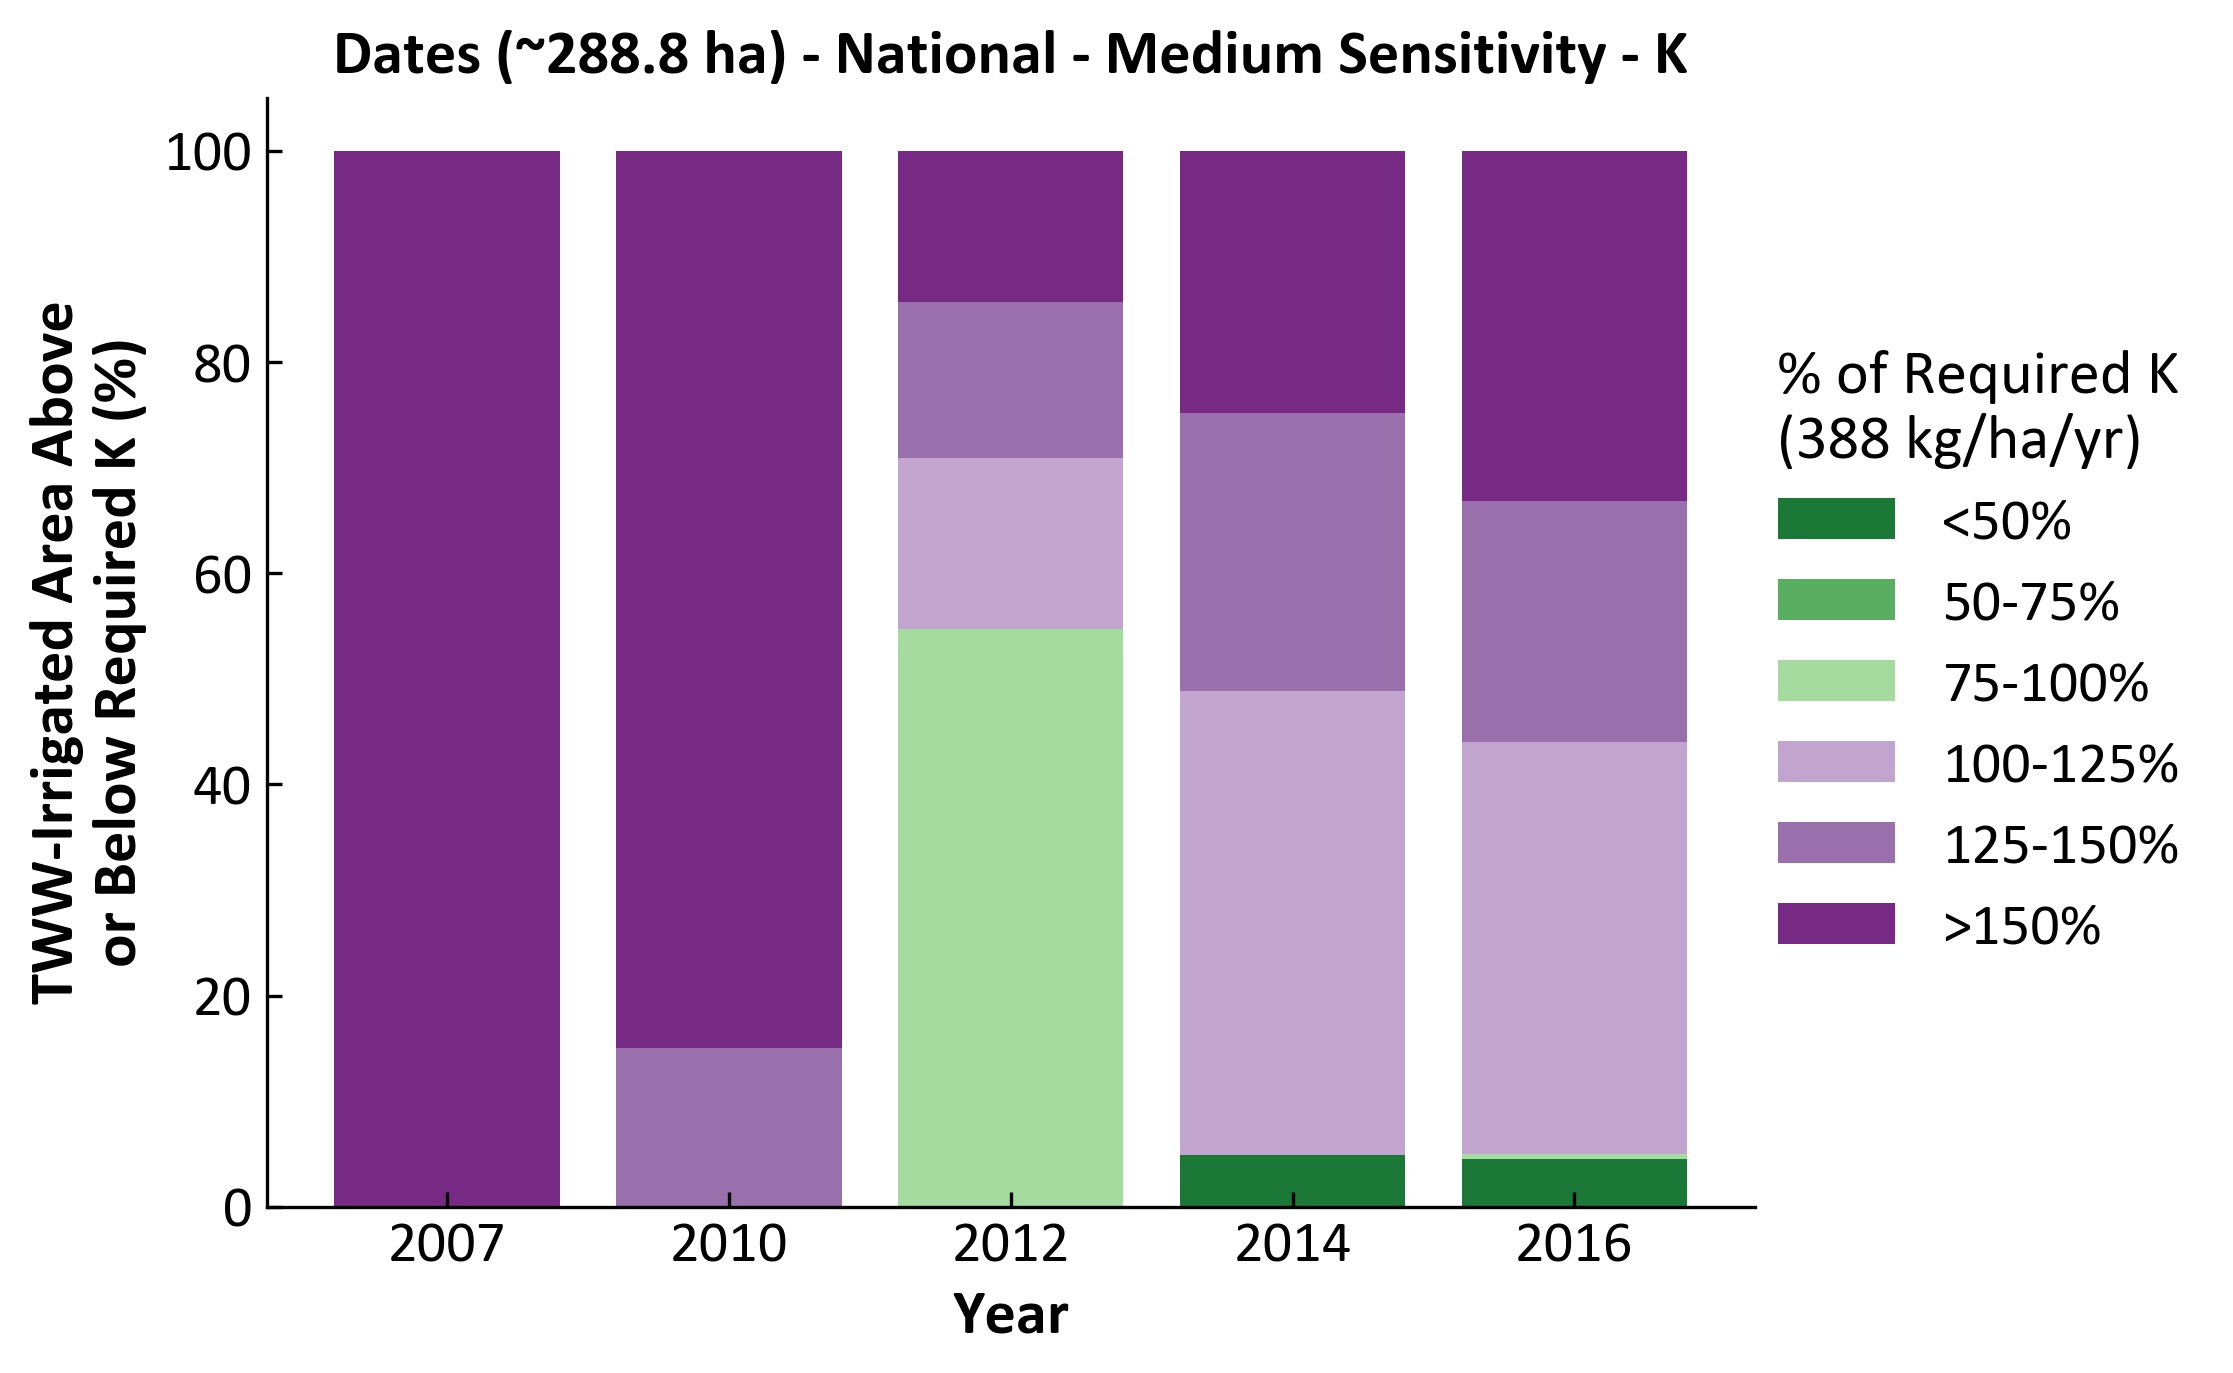 Dates (~288.8 ha) - National - Medium Sensitivity - K
TWW-Irrigated Area Above
or Below Required K (%)
100
80
60
40
20
0
2007
2010
2012
2014
2016
Year
% of Required K
(388 kg/ha/yr)
<50%
50-75%
75-100%
100-125%
125-150%
>150%